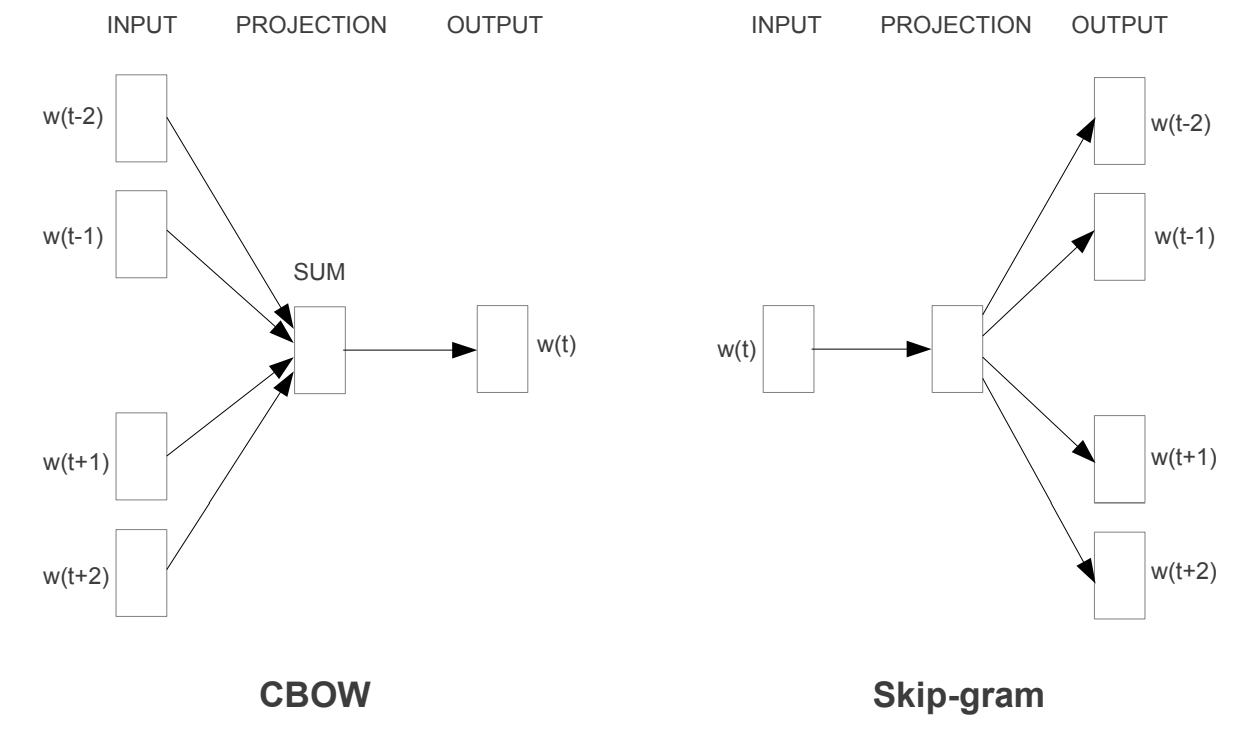 INPUT PROJECTION OUTPUT
w(t-2)
w(t-1)
SUM
w(t)
w(t+1)
w(t+2)
CBOW
INPUT PROJECTION OUTPUT
w(t-2)
w(t-1)
w(t)
w(t+1)
w(t+2)
Skip-gram